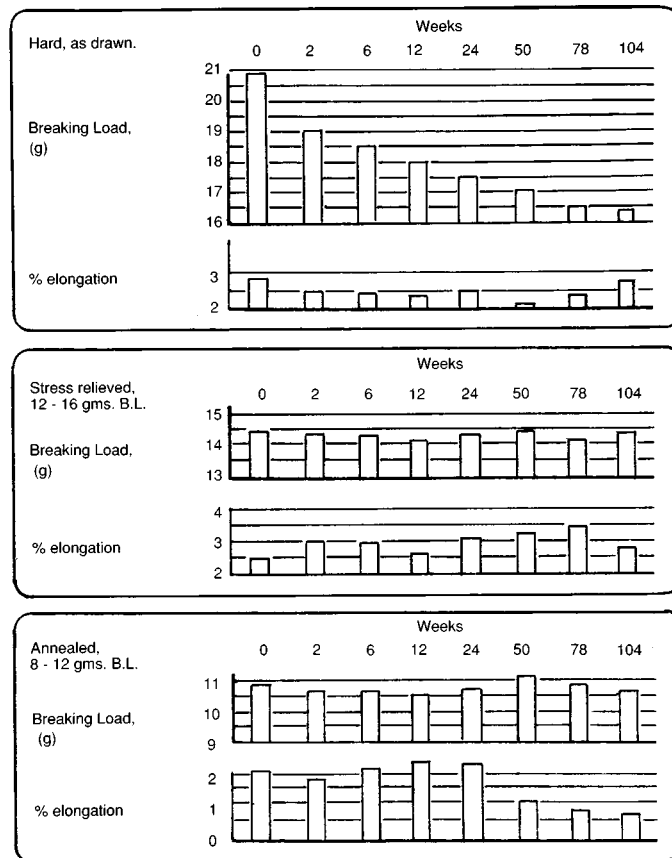 Weeks
Hard, as drawn.
0 2 6 12 24 50 78 104
21
20
Breaking Load,
19
(g)
18
17
16
% elongation
3
2
Weeks
Stress relieved,
0 2 6 12 24 50 78 104
12 - 16 gms. B.L.
15
Breaking Load,
14
(g)
13
4
% elongation
3
2
Weeks
Annealed,
0 2 6 12 24 50 78 104
8 - 12 gms. B.L.
11
Breaking Load,
10
(g)
9
2
% elongation
1
0